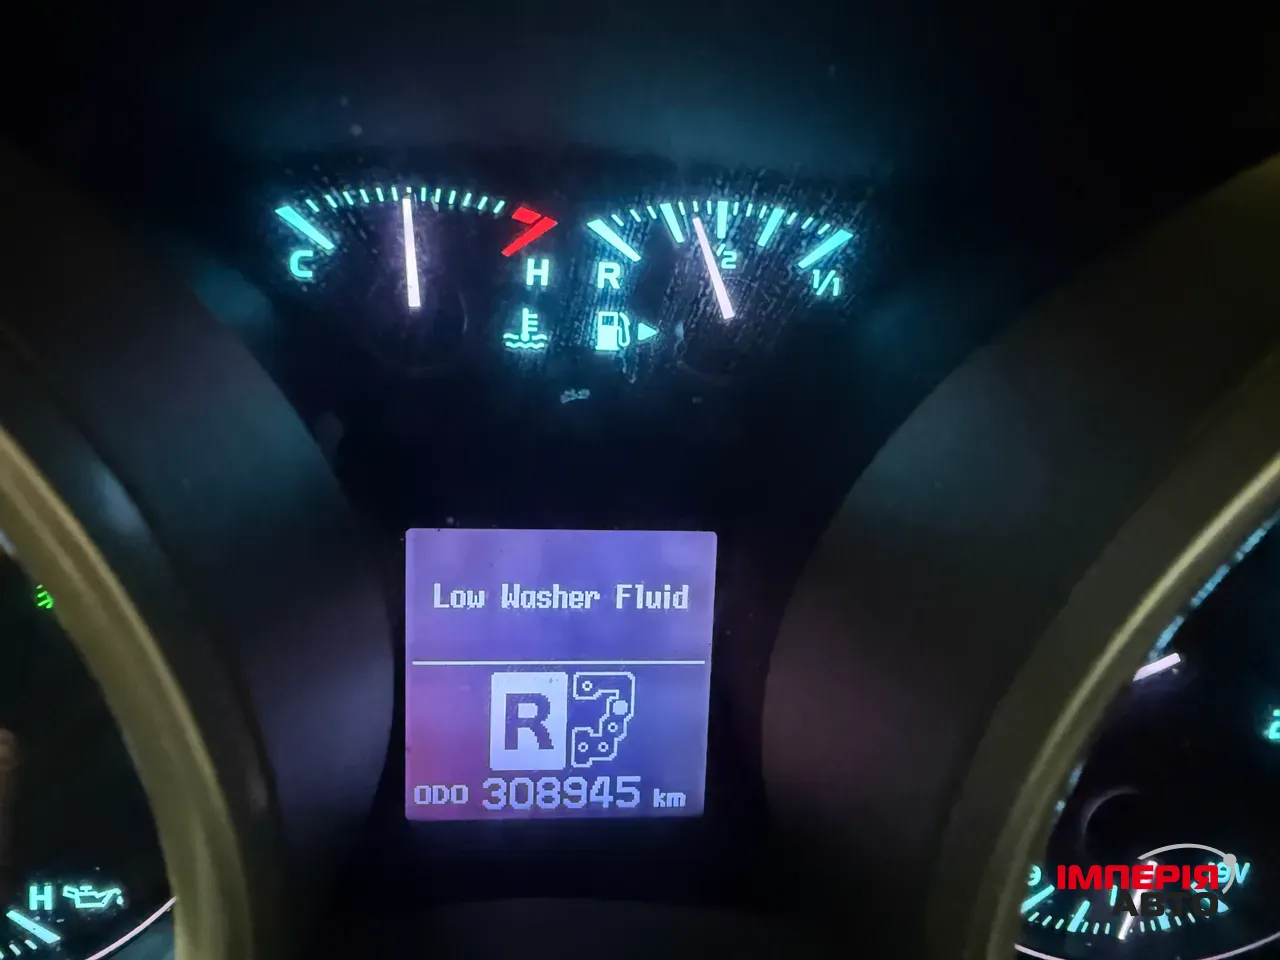 C
H
R
1/2
1/1
Low Washer Fluid
R
ODO 308945 km
H
ІМПЕРІЯ
АВТО